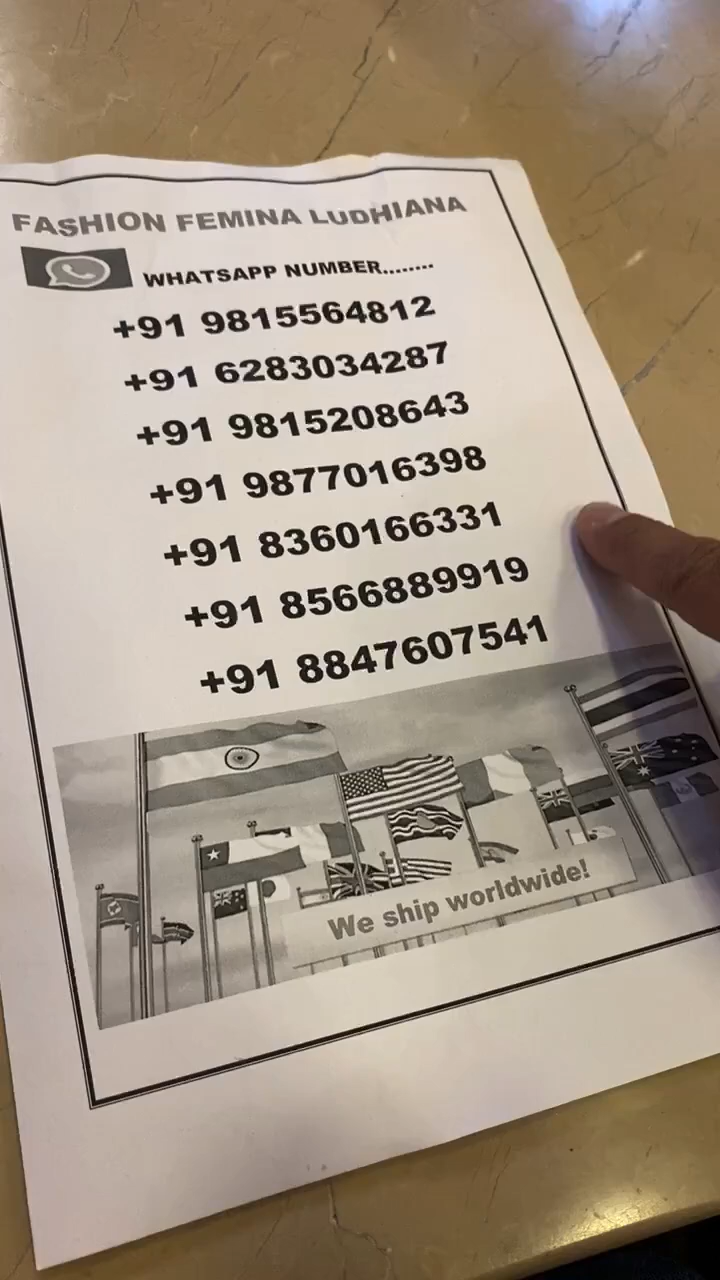 FASHION FEMINA LUDHIANA
WHATSAPP NUMBER........
+91 9815564812
+91 6283034287
+91 9815208643
+91 9877016398
+91 8360166331
+91 8566889919
+91 8847607541
We ship worldwide!